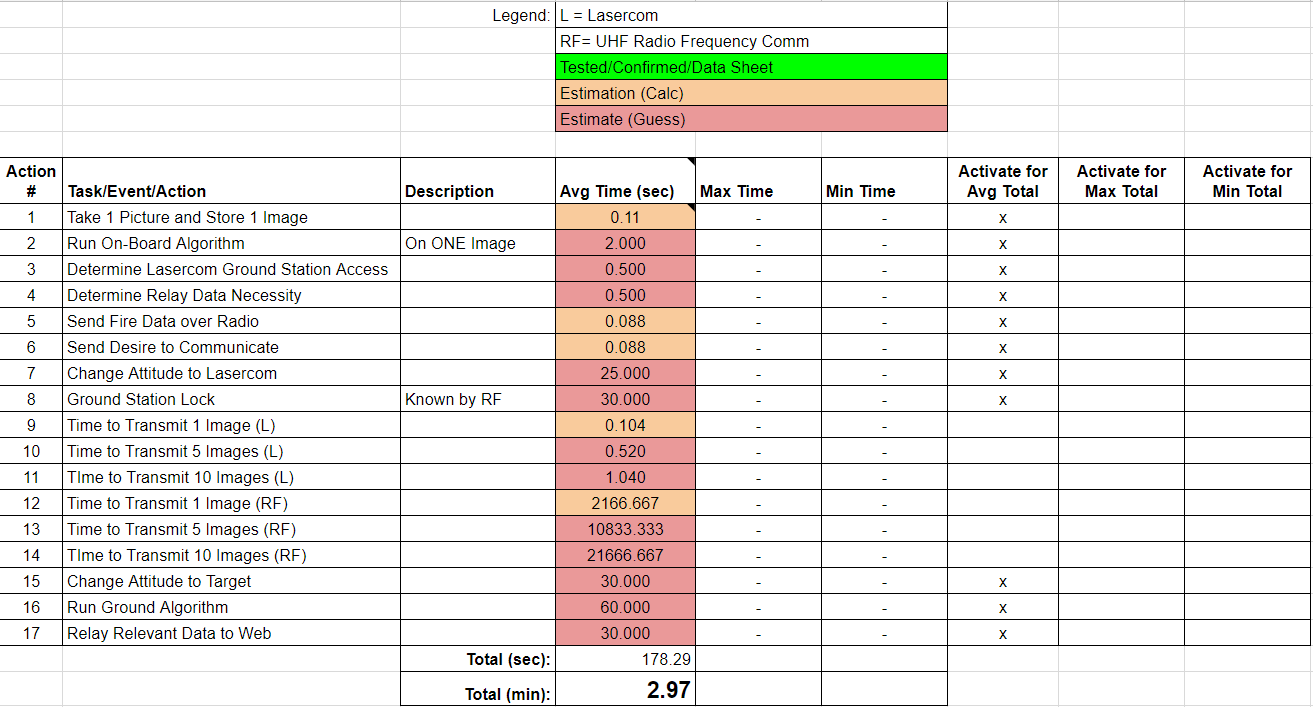 Legend: L = Lasercom
RF= UHF Radio Frequency Comm
Tested/Confirmed/Data Sheet
Estimation (Calc)
Estimate (Guess)
Action # Task/Event/Action Description Avg Time (sec) Max Time Min Time Activate for Avg Total Activate for Max Total Activate for Min Total
1 Take 1 Picture and Store 1 Image 0.11 - - x
2 Run On-Board Algorithm On ONE Image 2.000 - - x
3 Determine Lasercom Ground Station Access 0.500 - - x
4 Determine Relay Data Necessity 0.500 - - x
5 Send Fire Data over Radio 0.088 - - x
6 Send Desire to Communicate 0.088 - - x
7 Change Attitude to Lasercom 25.000 - - x
8 Ground Station Lock Known by RF 30.000 - - x
9 Time to Transmit 1 Image (L) 0.104 - -
10 Time to Transmit 5 Images (L) 0.520 - -
11 TIme to Transmit 10 Images (L) 1.040 - -
12 Time to Transmit 1 Image (RF) 2166.667 - -
13 Time to Transmit 5 Images (RF) 10833.333 - -
14 TIme to Transmit 10 Images (RF) 21666.667 - -
15 Change Attitude to Target 30.000 - - x
16 Run Ground Algorithm 60.000 - - x
17 Relay Relevant Data to Web 30.000 - - x
Total (sec): 178.29
Total (min): 2.97